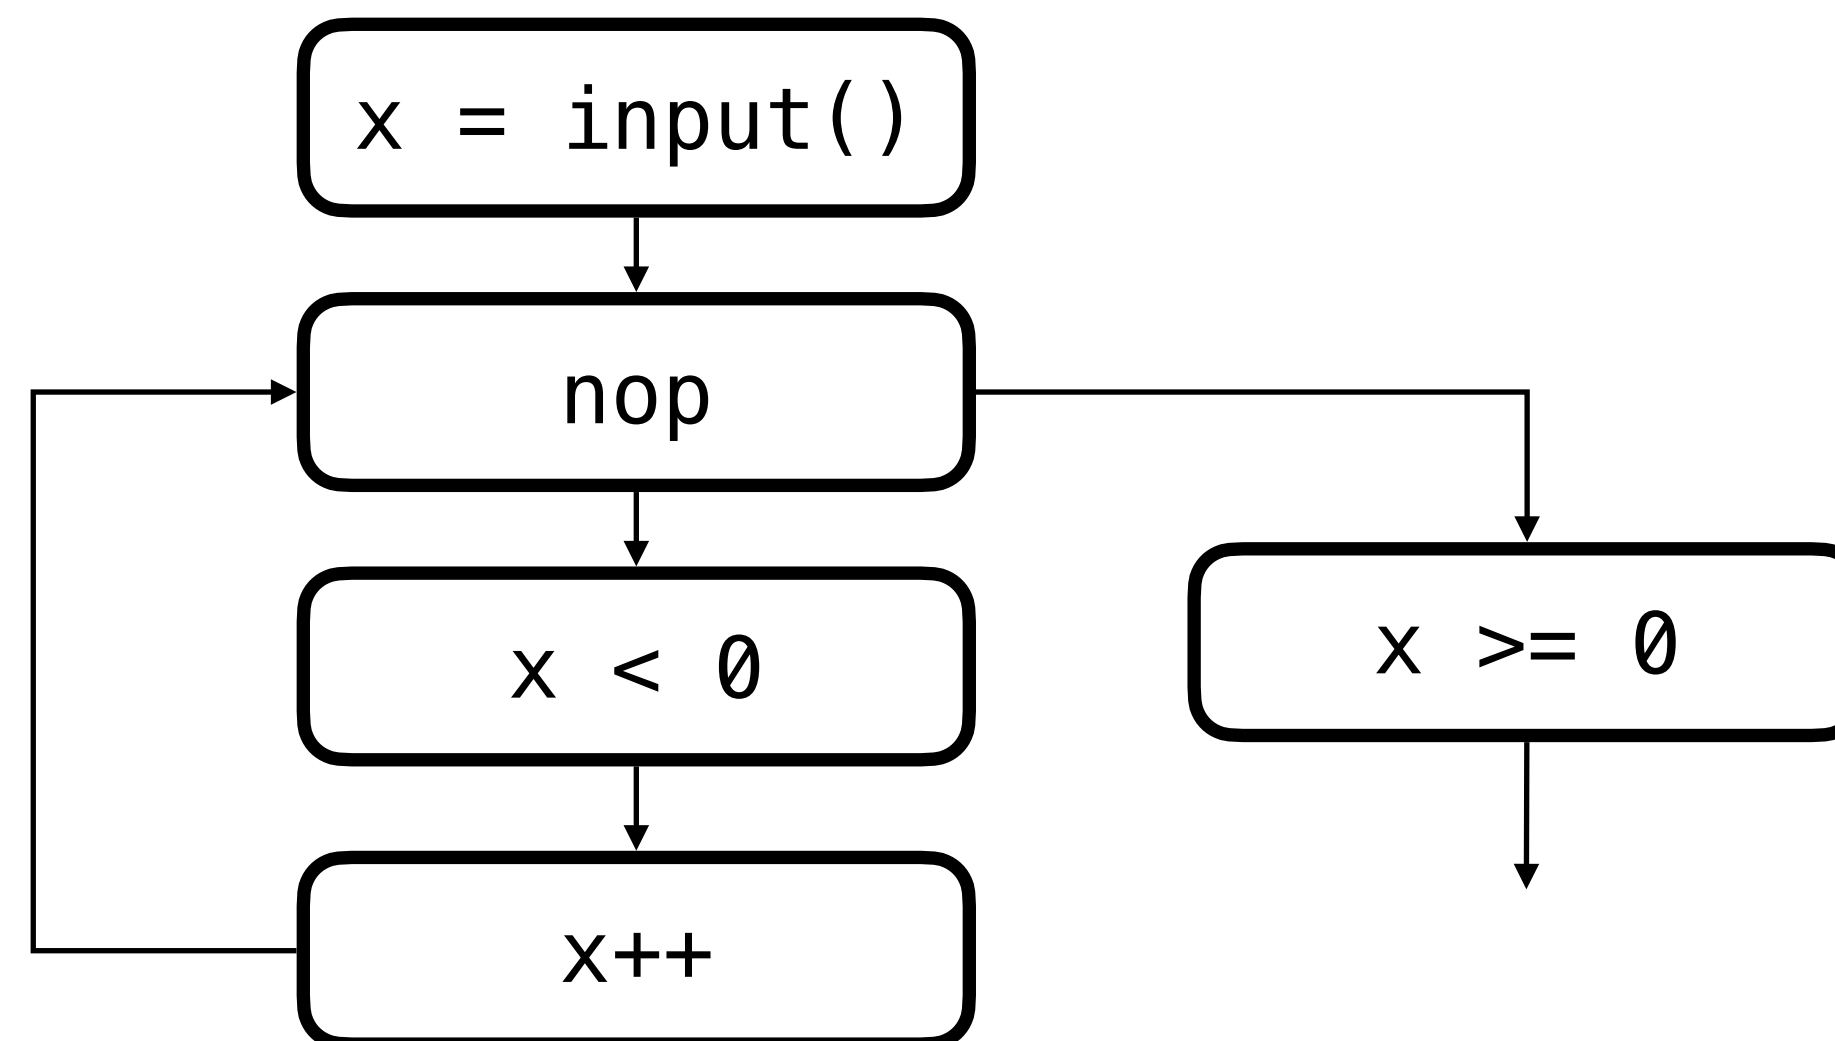 x = input()
nop
x < 0
x >= 0
x++